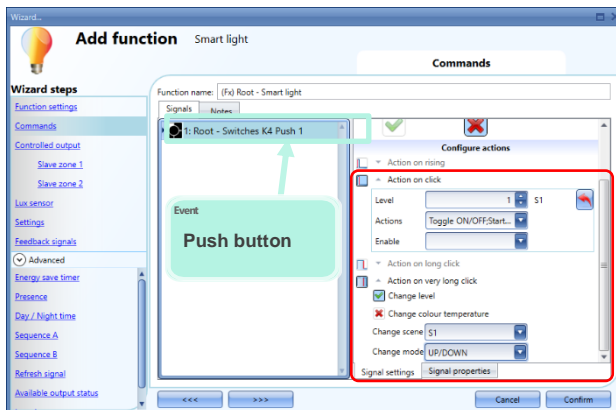 Wizard..
Add function Smart light
Commands
Wizard steps
Function settings
Commands
Controlled output
Slave zone 1
Slave zone 2
Lux sensor
Settings
Feedback signals
Advanced
Energy save timer
Presence
Day / Night time
Sequence A
Sequence B
Refresh signal
Available output status
Function name: (Fx) Root - Smart light
Signals Notes
1: Root - Switches K4 Push 1
Event
Push button
Configure actions
Action on rising
Action on click
Level 1 S1
Actions Toggle ON/OFF;Start...
Enable
Action on long click
Action on very long click
Change level
Change colour temperature
Change scene S1
Change mode UP/DOWN
Signal settings Signal properties
<<< >>> Cancel Confirm